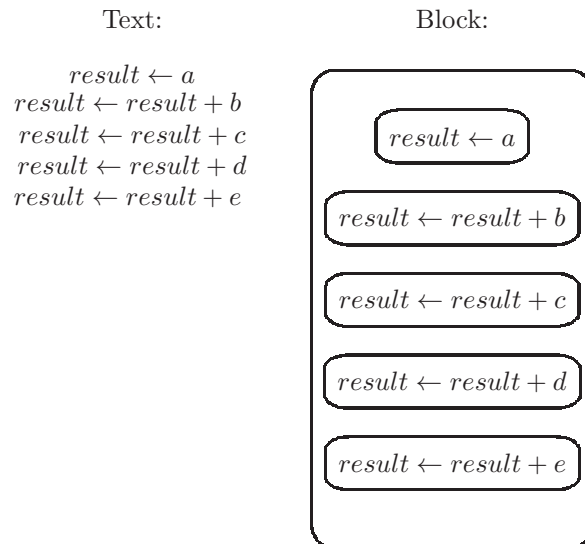 Text:
result ← a
result ← result + b
result ← result + c
result ← result + d
result ← result + e
Block:
result ← a
result ← result + b
result ← result + c
result ← result + d
result ← result + e